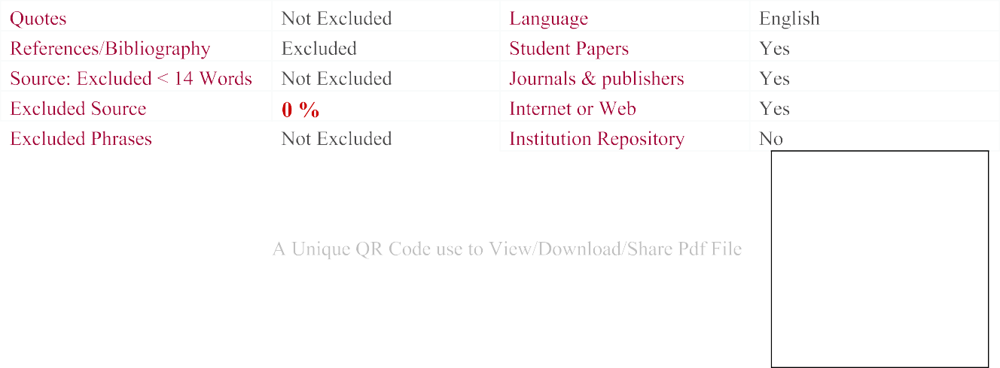 Quotes Not Excluded Language English
References/Bibliography Excluded Student Papers Yes
Source: Excluded < 14 Words Not Excluded Journals & publishers Yes
Excluded Source 0 % Internet or Web Yes
Excluded Phrases Not Excluded Institution Repository No
A Unique QR Code use to View/Download/Share Pdf File